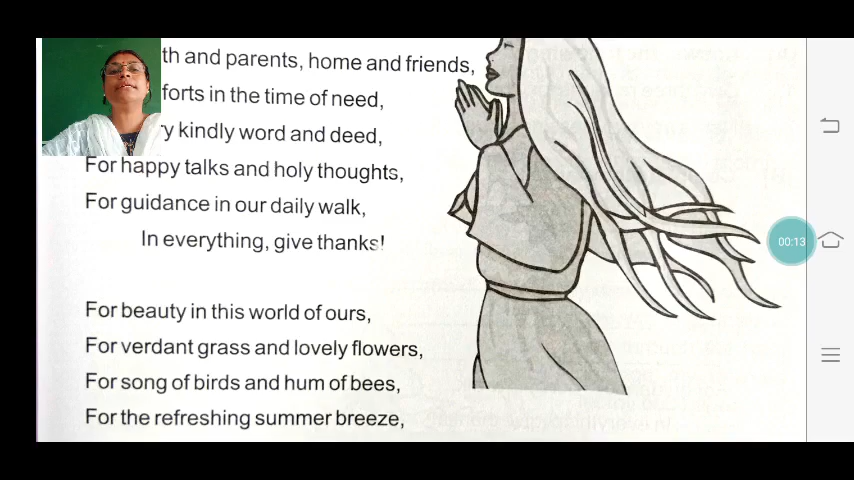 th and parents, home and friends,
forts in the time of need,
y kindly word and deed,
For happy talks and holy thoughts,
For guidance in our daily walk,
In everything, give thanks!
For beauty in this world of ours,
For verdant grass and lovely flowers,
For song of birds and hum of bees,
For the refreshing summer breeze,
00:13